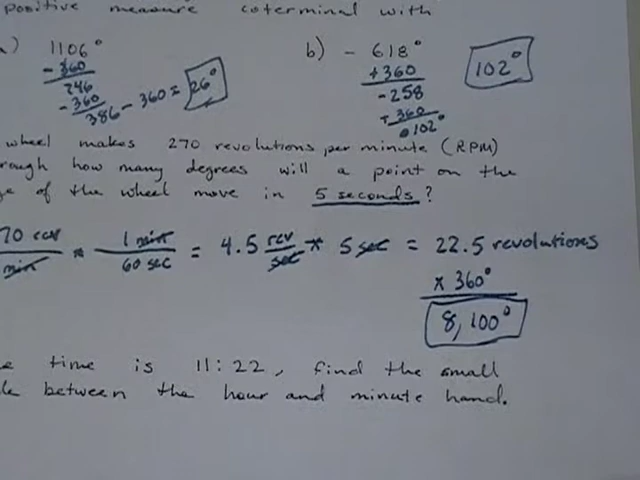 positive measure coterminal with
a) 1106° b) - 618° 102°
- 360 + 360
746 - 258
- 360 + 360
386 - 360 = 26° 102°
wheel makes 270 revolutions per minute (RPM)
rough how many degrees will a point on the
ge of the wheel move in 5 seconds?
70 rev / min * 1 min / 60 sec = 4.5 rev / sec * 5 sec = 22.5 revolutions
x 360°
8,100°
e time is 11:22, find the small
le between the hour and minute hand.